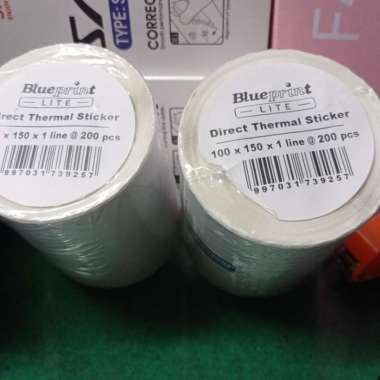 CORREC
TYPE: S
Blueprint
LITE
irect Thermal Sticker
x 150 x 1 line @ 200 pcs
997031739257
Blueprint
LITE
Direct Thermal Sticker
100 x 150 x 1 line @ 200 pcs
997031739257